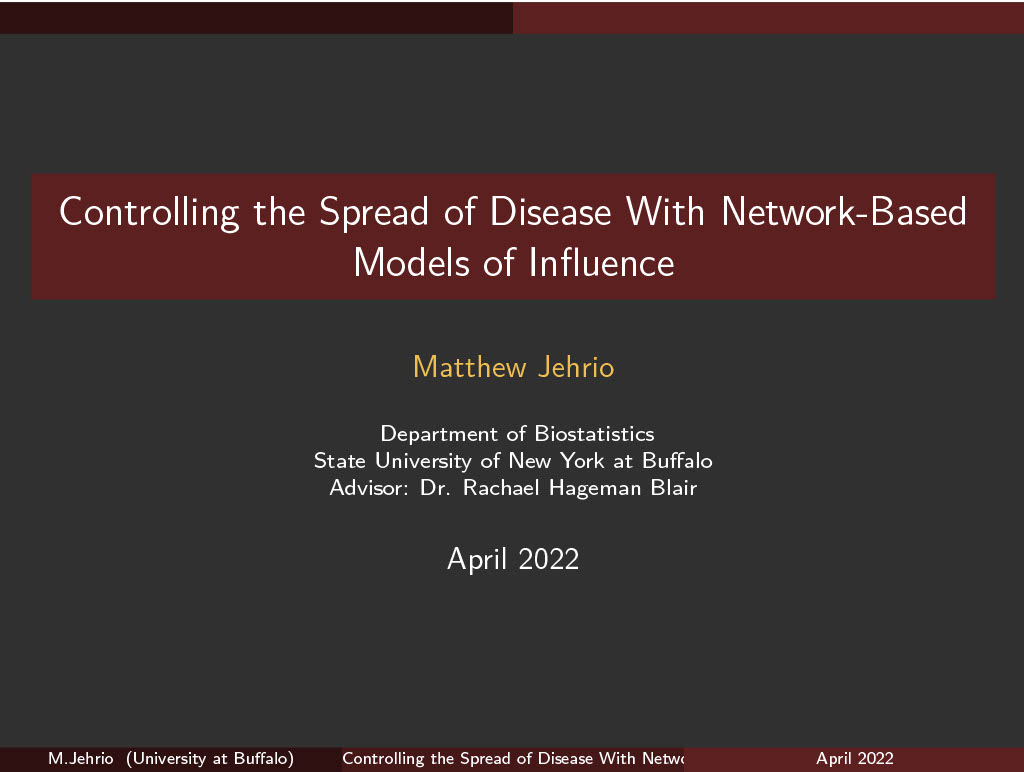 Controlling the Spread of Disease With Network-Based
Models of Influence
Matthew Jehrio
Department of Biostatistics
State University of New York at Buffalo
Advisor: Dr. Rachael Hageman Blair
April 2022
M.Jehrio (University at Buffalo) Controlling the Spread of Disease With Netwo April 2022